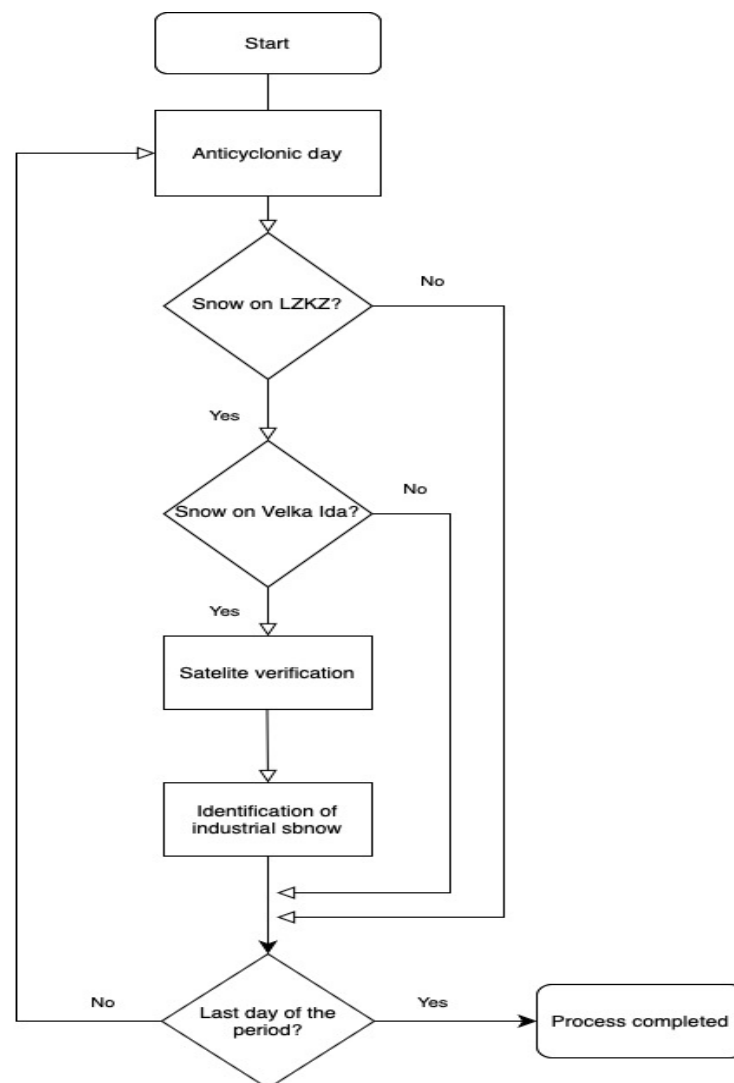 Start
Anticyclonic day
No
Snow on LZKZ?
Yes
No
Snow on Velka Ida?
Yes
Satelite verification
Identification of
industrial sbnow
No
Yes
Last day of the
period?
Process completed